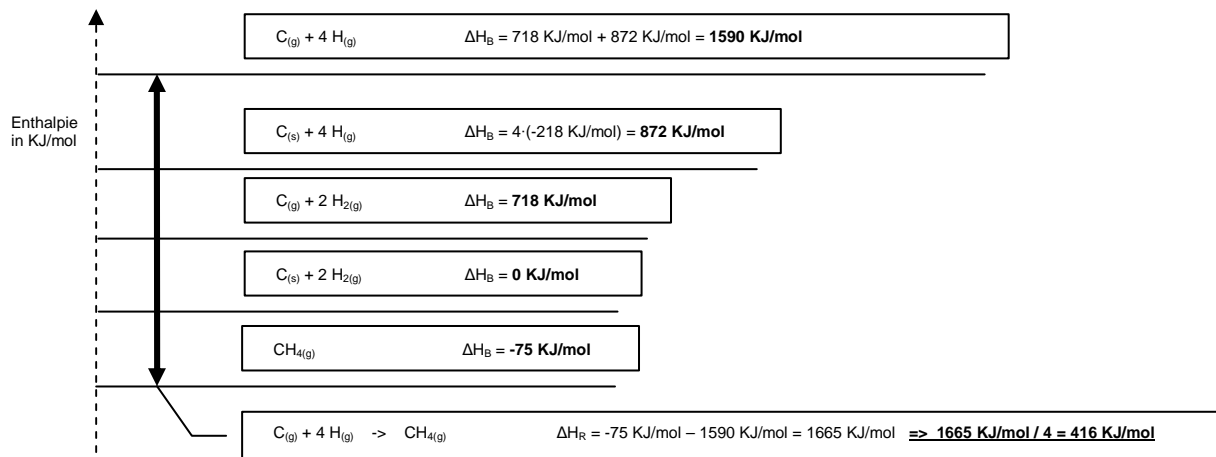 C(g) + 4 H(g) ΔHB = 718 KJ/mol + 872 KJ/mol = 1590 KJ/mol
Enthalpie
in KJ/mol
C(s) + 4 H(g) ΔHB = 4·(-218 KJ/mol) = 872 KJ/mol
C(g) + 2 H2(g) ΔHB = 718 KJ/mol
C(s) + 2 H2(g) ΔHB = 0 KJ/mol
CH4(g) ΔHB = -75 KJ/mol
C(g) + 4 H(g) -> CH4(g) ΔHR = -75 KJ/mol – 1590 KJ/mol = 1665 KJ/mol => 1665 KJ/mol / 4 = 416 KJ/mol